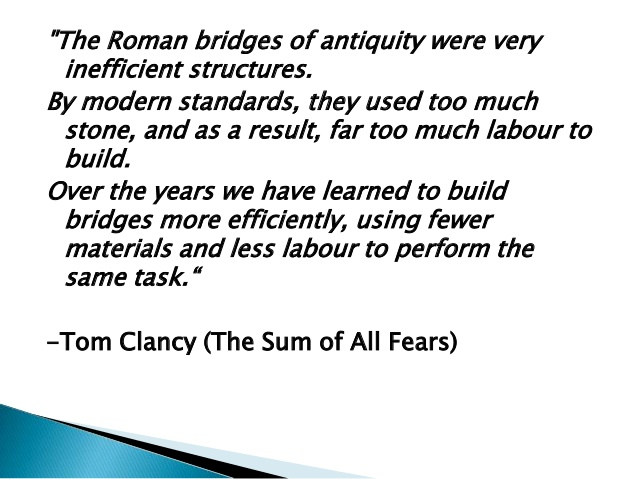 "The Roman bridges of antiquity were very
inefficient structures.
By modern standards, they used too much
stone, and as a result, far too much labour to
build.
Over the years we have learned to build
bridges more efficiently, using fewer
materials and less labour to perform the
same task.“
-Tom Clancy (The Sum of All Fears)